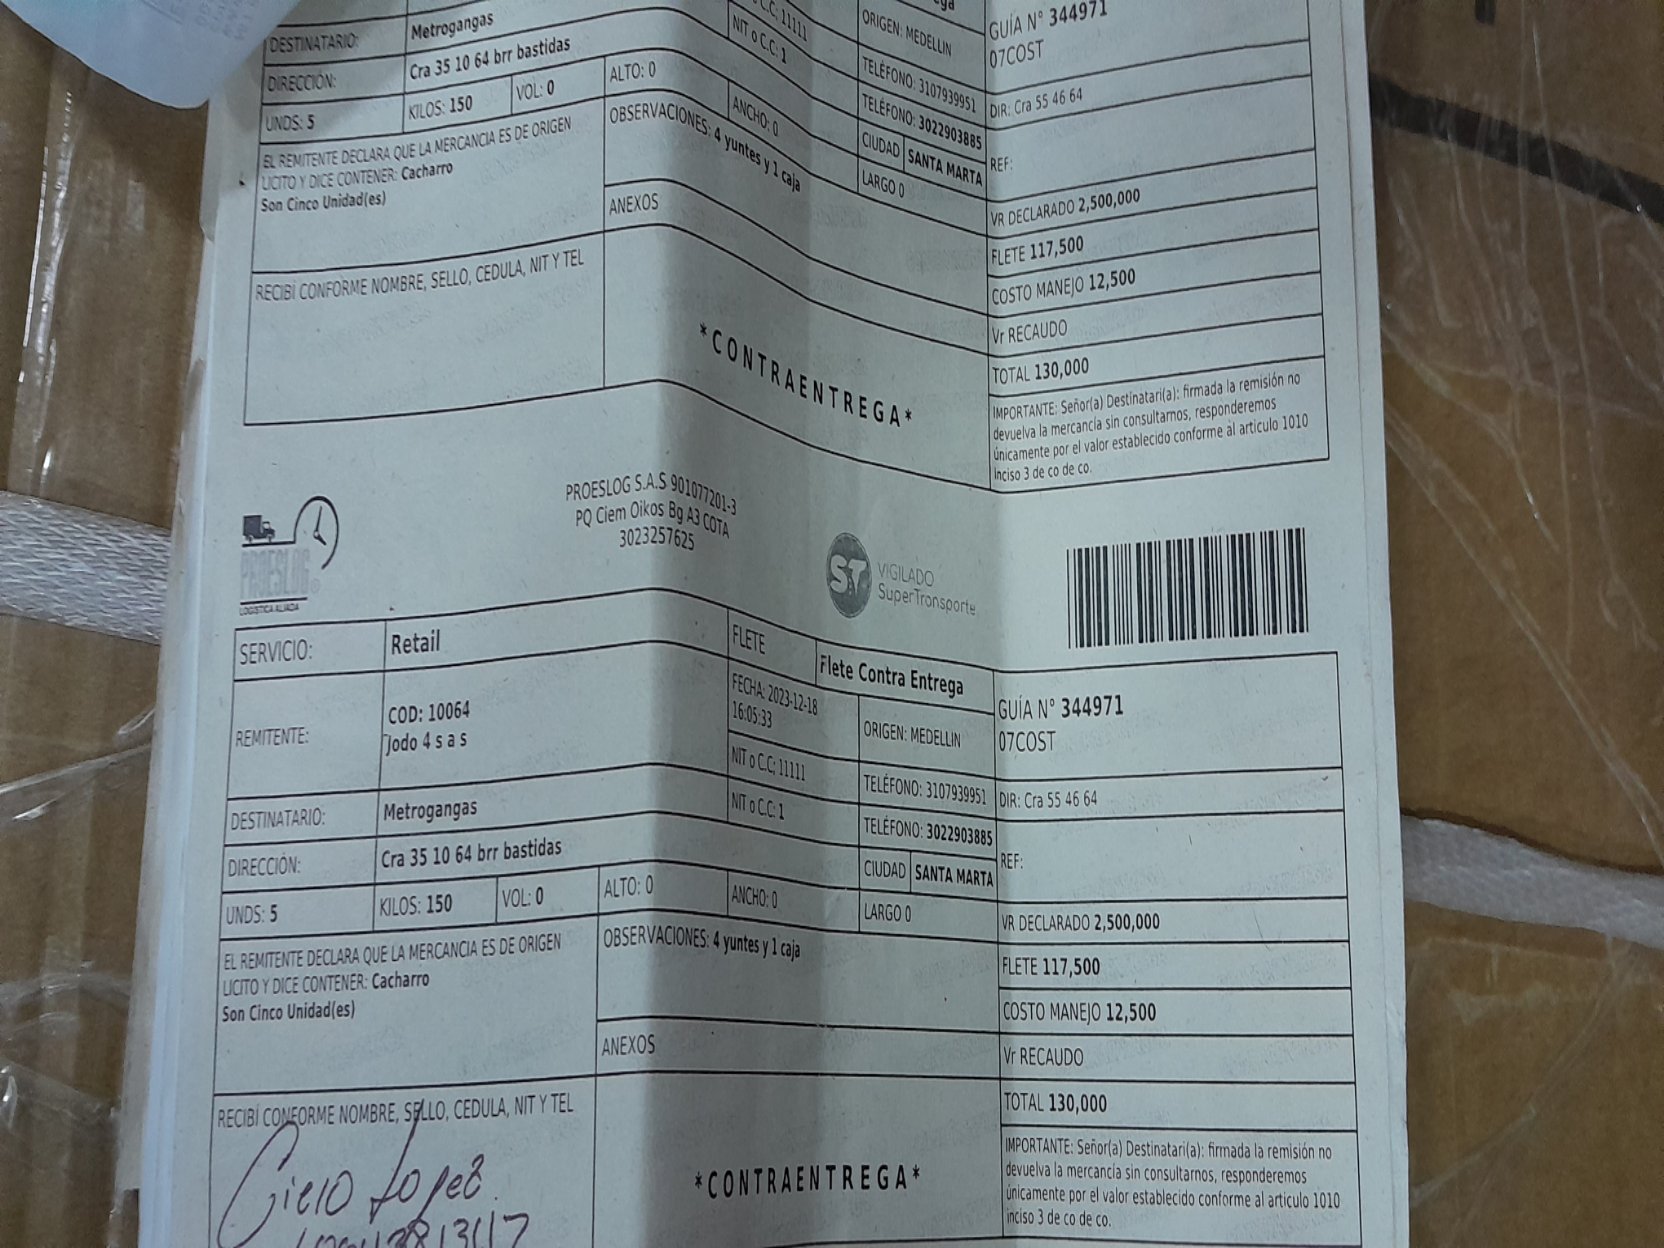 DESTINATARIO: Metrogangas NIT o C.C: 1 TELÉFONO: 3022903885
ORIGEN: MEDELLIN
GUÍA N° 344971
07COST
C.C: 11111 TELÉFONO: 3107939951 DIR: Cra 55 46 64
DIRECCIÓN: Cra 35 10 64 brr bastidas CIUDAD SANTA MARTA REF:
UNDS: 5 KILOS: 150 VOL: 0 ALTO: 0 ANCHO: 0 LARGO 0
VR DECLARADO 2,500,000
EL REMITENTE DECLARA QUE LA MERCANCIA ES DE ORIGEN
LICITO Y DICE CONTENER: Cacharro
Son Cinco Unidad(es)
OBSERVACIONES: 4 yuntes y 1 caja
ANEXOS
FLETE 117,500
COSTO MANEJO 12,500
Vr RECAUDO
TOTAL 130,000
RECIBÍ CONFORME NOMBRE, SELLO, CEDULA, NIT Y TEL
*CONTRAENTREGA*
IMPORTANTE: Señor(a) Destinatari(a): firmada la remisión no
devuelva la mercancía sin consultarnos, responderemos
únicamente por el valor establecido conforme al articulo 1010
inciso 3 de co de co.
PROESLOG
LOGISTICA ALIADA
PROESLOG S.A.S 901077201-3
PQ Ciem Oikos Bg A3 COTA
3023257625
ST
VIGILADO
SuperTransporte
SERVICIO: Retail FLETE Flete Contra Entrega
REMITENTE:
COD: 10064
Jodo 4 s a s
FECHA: 2023-12-18
16:05:33
ORIGEN: MEDELLIN
GUÍA N° 344971
07COST
NIT o C.C: 11111 TELÉFONO: 3107939951 DIR: Cra 55 46 64
DESTINATARIO: Metrogangas NIT o C.C: 1 TELÉFONO: 3022903885
DIRECCIÓN: Cra 35 10 64 brr bastidas CIUDAD SANTA MARTA REF:
UNDS: 5 KILOS: 150 VOL: 0 ALTO: 0 ANCHO: 0 LARGO 0
VR DECLARADO 2,500,000
EL REMITENTE DECLARA QUE LA MERCANCIA ES DE ORIGEN
LICITO Y DICE CONTENER: Cacharro
Son Cinco Unidad(es)
OBSERVACIONES: 4 yuntes y 1 caja
ANEXOS
FLETE 117,500
COSTO MANEJO 12,500
Vr RECAUDO
TOTAL 130,000
RECIBÍ CONFORME NOMBRE, SELLO, CEDULA, NIT Y TEL
Cielo Lopez
*CONTRAENTREGA*
IMPORTANTE: Señor(a) Destinatari(a): firmada la remisión no
devuelva la mercancía sin consultarnos, responderemos
únicamente por el valor establecido conforme al articulo 1010
inciso 3 de co de co.